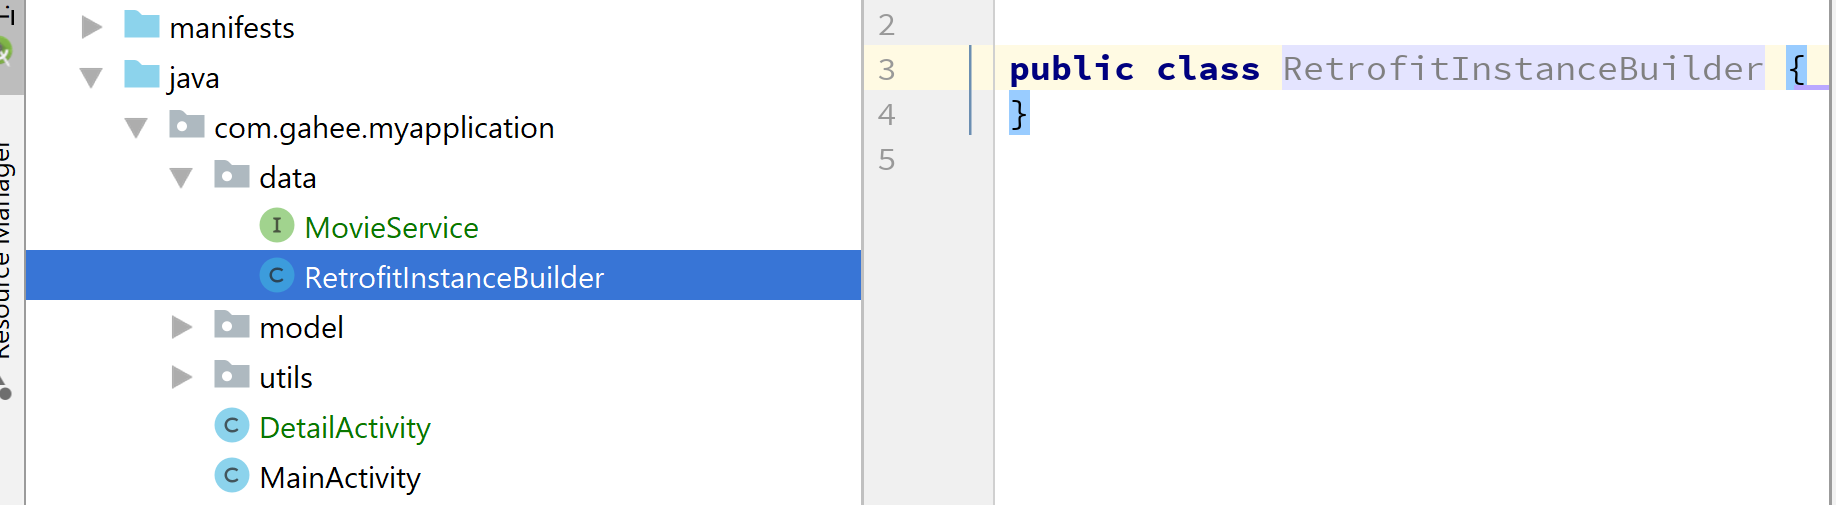 Resource Manager
manifests
java
com.gahee.myapplication
data
I MovieService
C RetrofitInstanceBuilder
model
utils
C DetailActivity
C MainActivity
2
3 public class RetrofitInstanceBuilder {
4 }
5